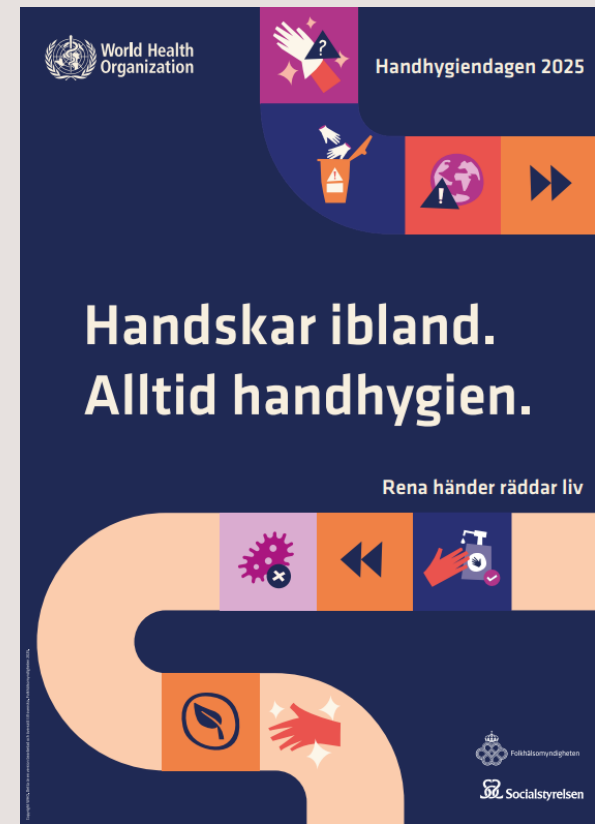 World Health
Organization
Handhygiendagen 2025
?
!
Handskar ibland.
Alltid handhygien.
Rena händer räddar liv
Folkhälsomyndigheten
Socialstyrelsen